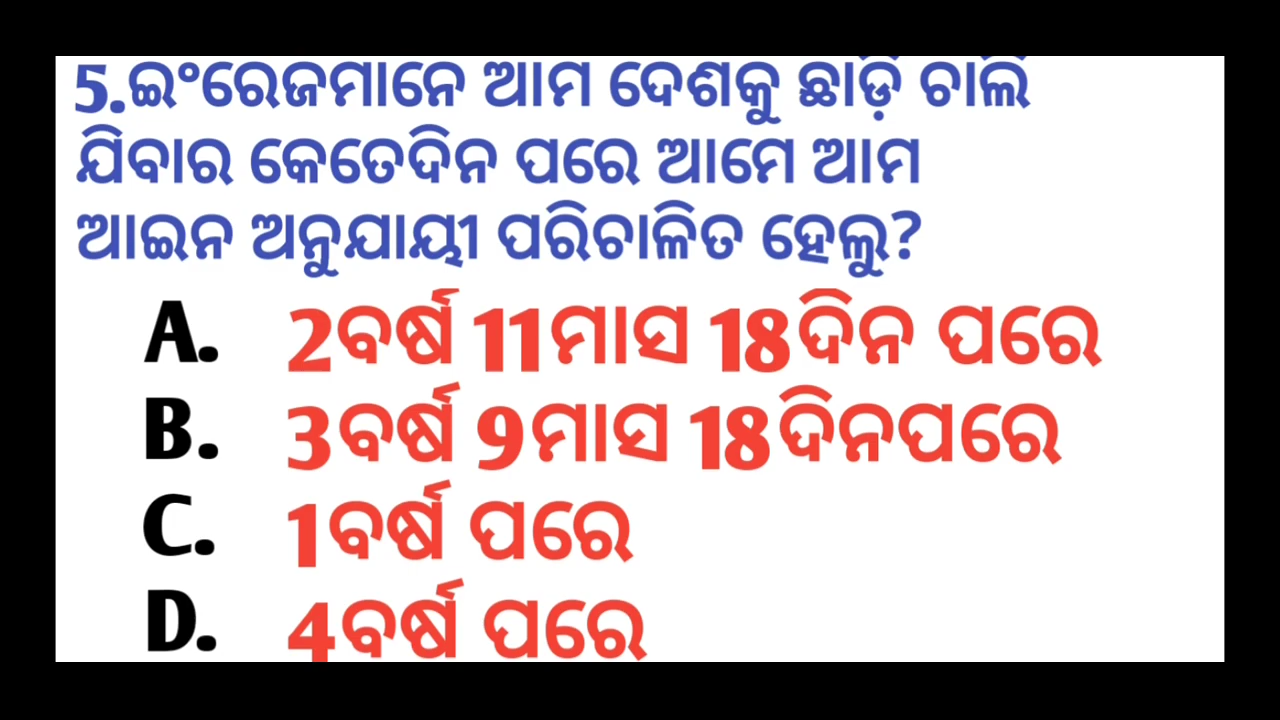 5.ଇଂରେଜମାନେ ଆମ ଦେଶକୁ ଛାଡ଼ି ଚାଲି
ଯିବାର କେତେଦିନ ପରେ ଆମେ ଆମ
ଆଇନ ଅନୁଯାୟୀ ପରିଚାଳିତ ହେଲୁ?
A. 2ବର୍ଷ 11ମାସ 18ଦିନ ପରେ
B. 3ବର୍ଷ 9ମାସ 18ଦିନପରେ
C. 1ବର୍ଷ ପରେ
D. 4ବର୍ଷ ପରେ